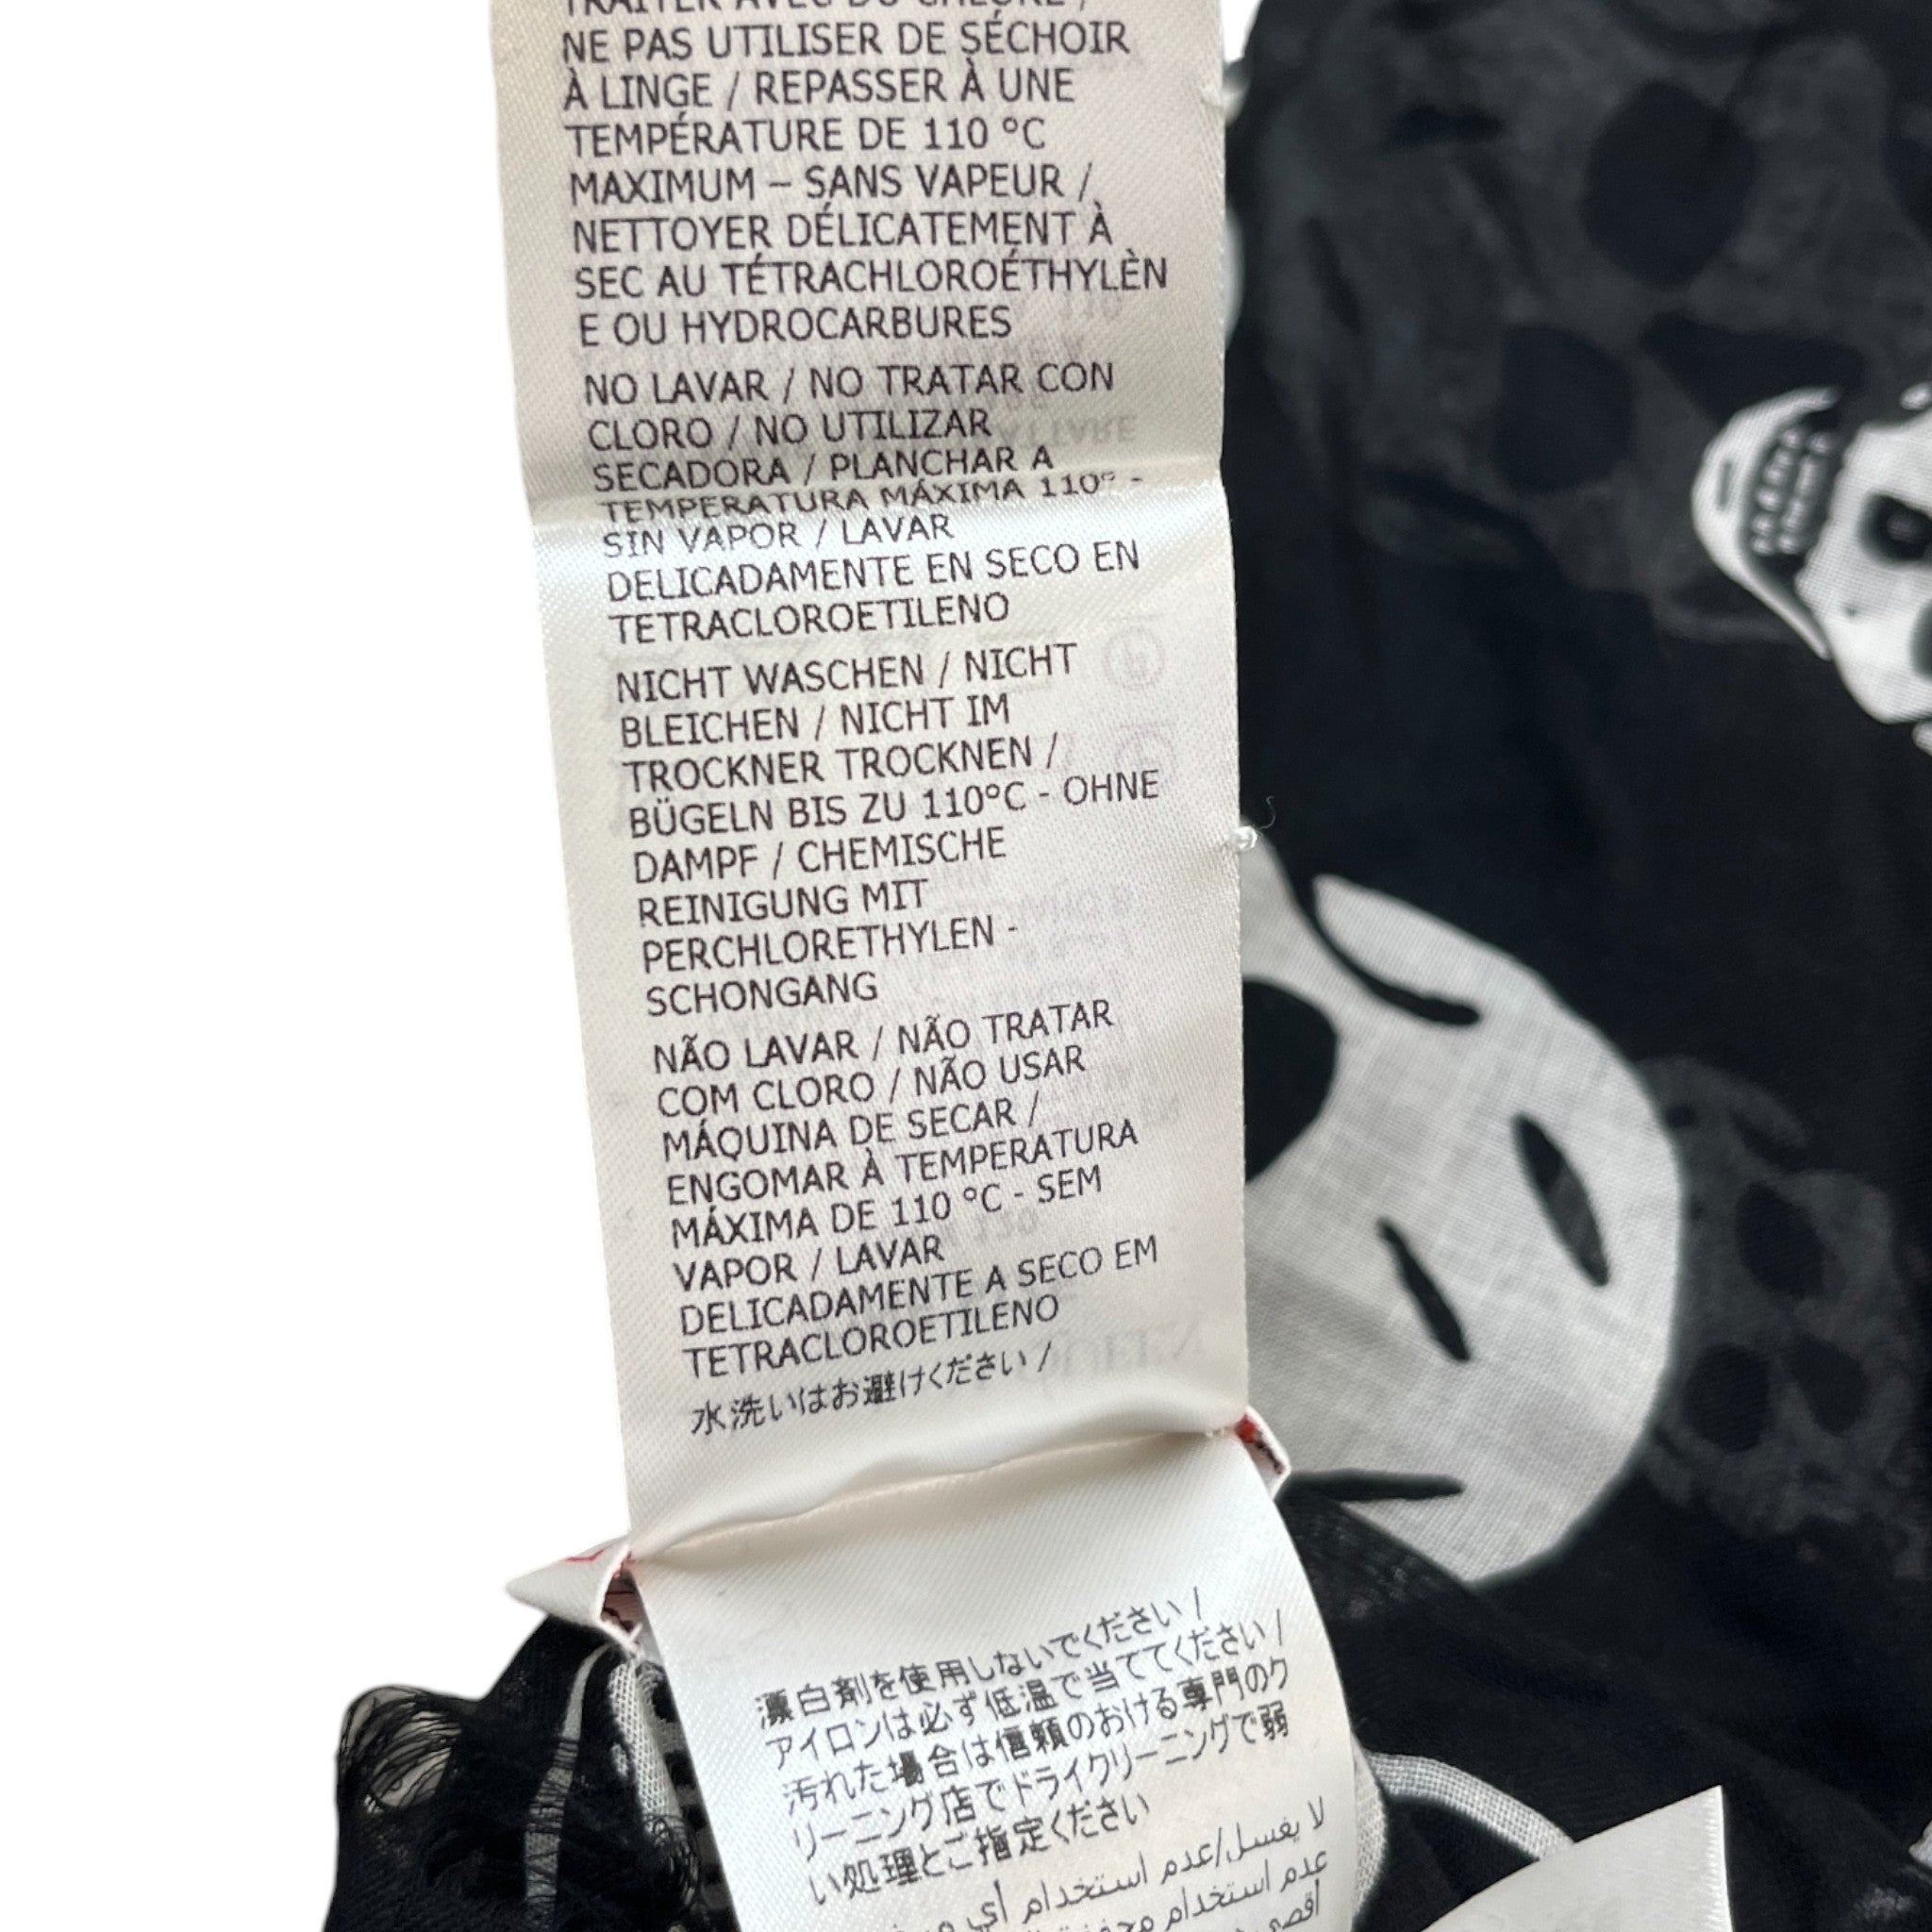 NE PAS UTILISER DE SÉCHOIR
À LINGE / REPASSER À UNE
TEMPÉRATURE DE 110 °C
MAXIMUM – SANS VAPEUR /
NETTOYER DÉLICATEMENT À
SEC AU TÉTRACHLOROÉTHYLÈN
E OU HYDROCARBURES
NO LAVAR / NO TRATAR CON
CLORO / NO UTILIZAR
SECADORA / PLANCHAR A
TEMPERATURA MÁXIMA 110° -
SIN VAPOR / LAVAR
DELICADAMENTE EN SECO EN
TETRACLOROETILENO
NICHT WASCHEN / NICHT
BLEICHEN / NICHT IM
TROCKNER TROCKNEN /
BÜGELN BIS ZU 110°C - OHNE
DAMPF / CHEMISCHE
REINIGUNG MIT
PERCHLORETHYLEN -
SCHONGANG
NÃO LAVAR / NÃO TRATAR
COM CLORO / NÃO USAR
MÁQUINA DE SECAR /
ENGOMAR À TEMPERATURA
MÁXIMA DE 110 °C - SEM
VAPOR / LAVAR
DELICADAMENTE A SECO EM
TETRACLOROETILENO
水洗いはお避けください /
漂白剤を使用しないでください /
アイロンは必ず低温で当ててください /
汚れた場合は信頼のおける専門のク
リーニング店でドライクリーニングで弱
い処理とご指定ください
لا يغسل/عدم استخدام أي
عدم استخدام
أقصى